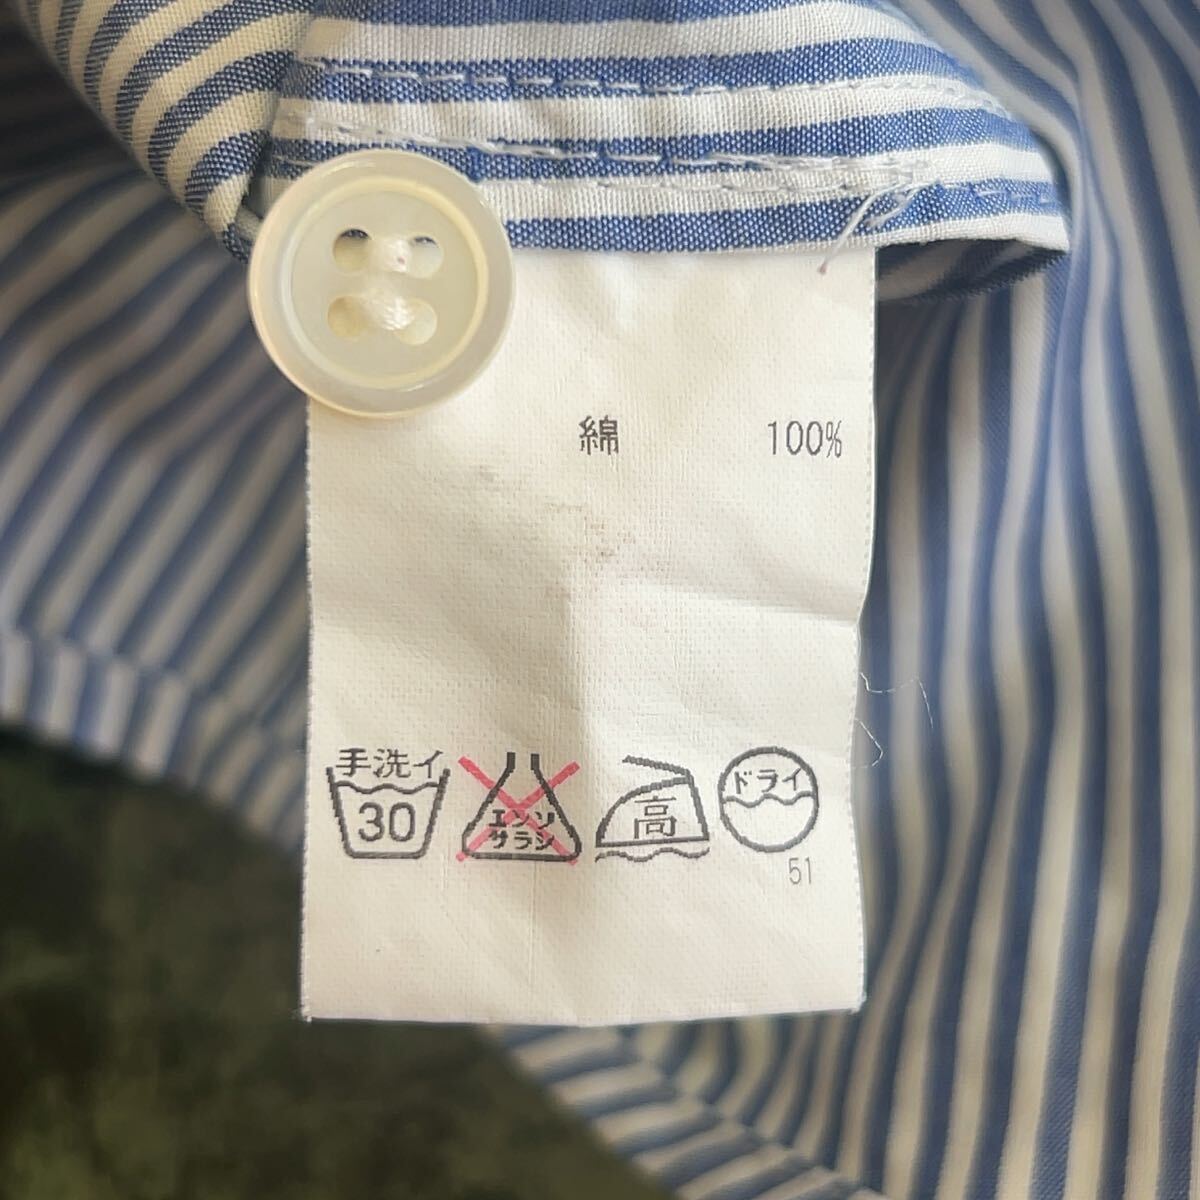 綿 100%
手洗イ
30
エンソ
サラシ
高
ドライ
51